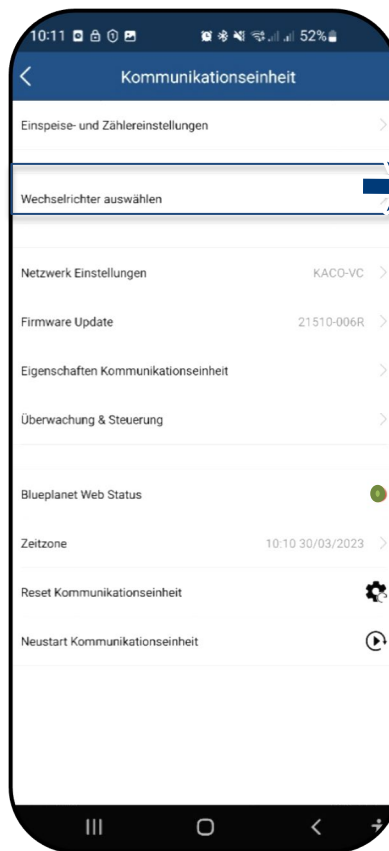 10:11 52%
Kommunikationseinheit
Einspeise- und Zählereinstellungen
Wechselrichter auswählen
Netzwerk Einstellungen KACO-VC
Firmware Update 21510-006R
Eigenschaften Kommunikationseinheit
Überwachung & Steuerung
Blueplanet Web Status
Zeitzone 10:10 30/03/2023
Reset Kommunikationseinheit
Neustart Kommunikationseinheit